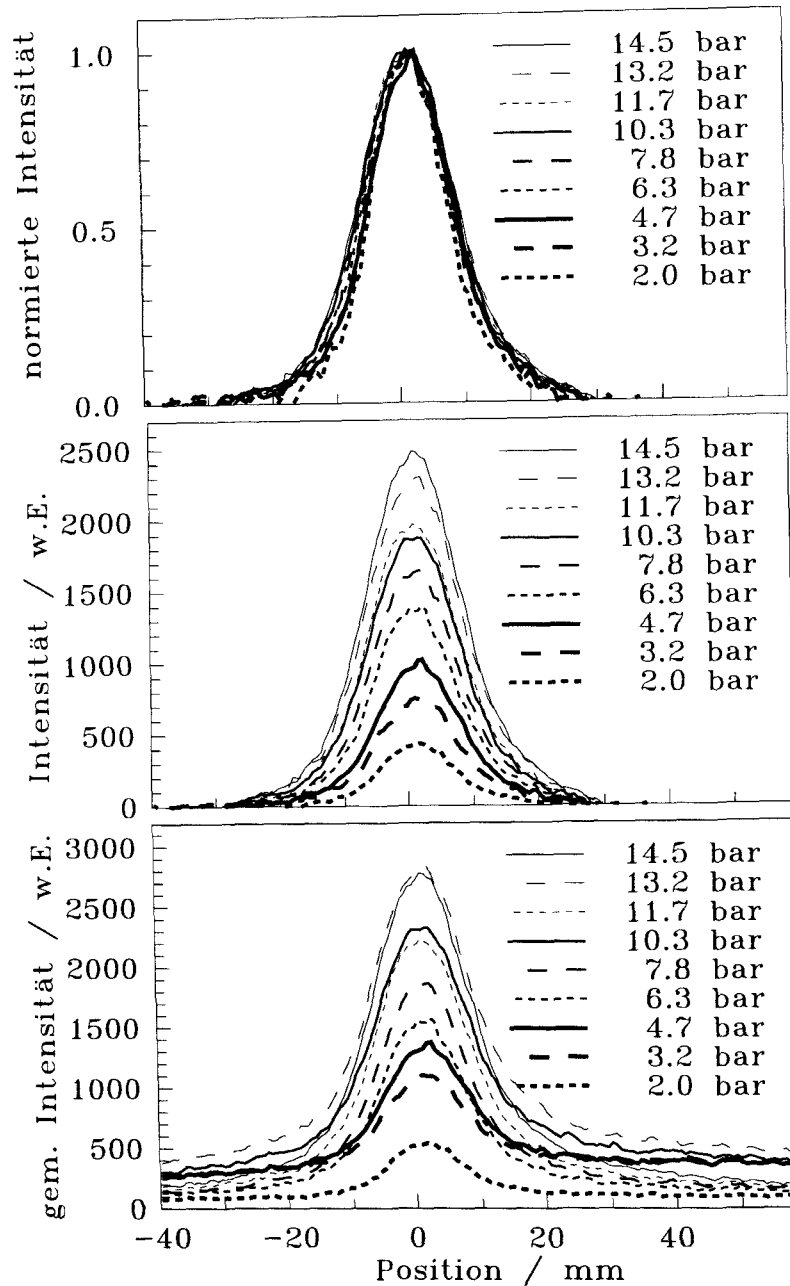 normierte Intensität
1.0
0.5
0.0
14.5 bar
13.2 bar
11.7 bar
10.3 bar
7.8 bar
6.3 bar
4.7 bar
3.2 bar
2.0 bar
Intensität / w.E.
2500
2000
1500
1000
500
0
14.5 bar
13.2 bar
11.7 bar
10.3 bar
7.8 bar
6.3 bar
4.7 bar
3.2 bar
2.0 bar
gem. Intensität / w.E.
3000
2500
2000
1500
1000
500
0
14.5 bar
13.2 bar
11.7 bar
10.3 bar
7.8 bar
6.3 bar
4.7 bar
3.2 bar
2.0 bar
-40 -20 0 20 40
Position / mm